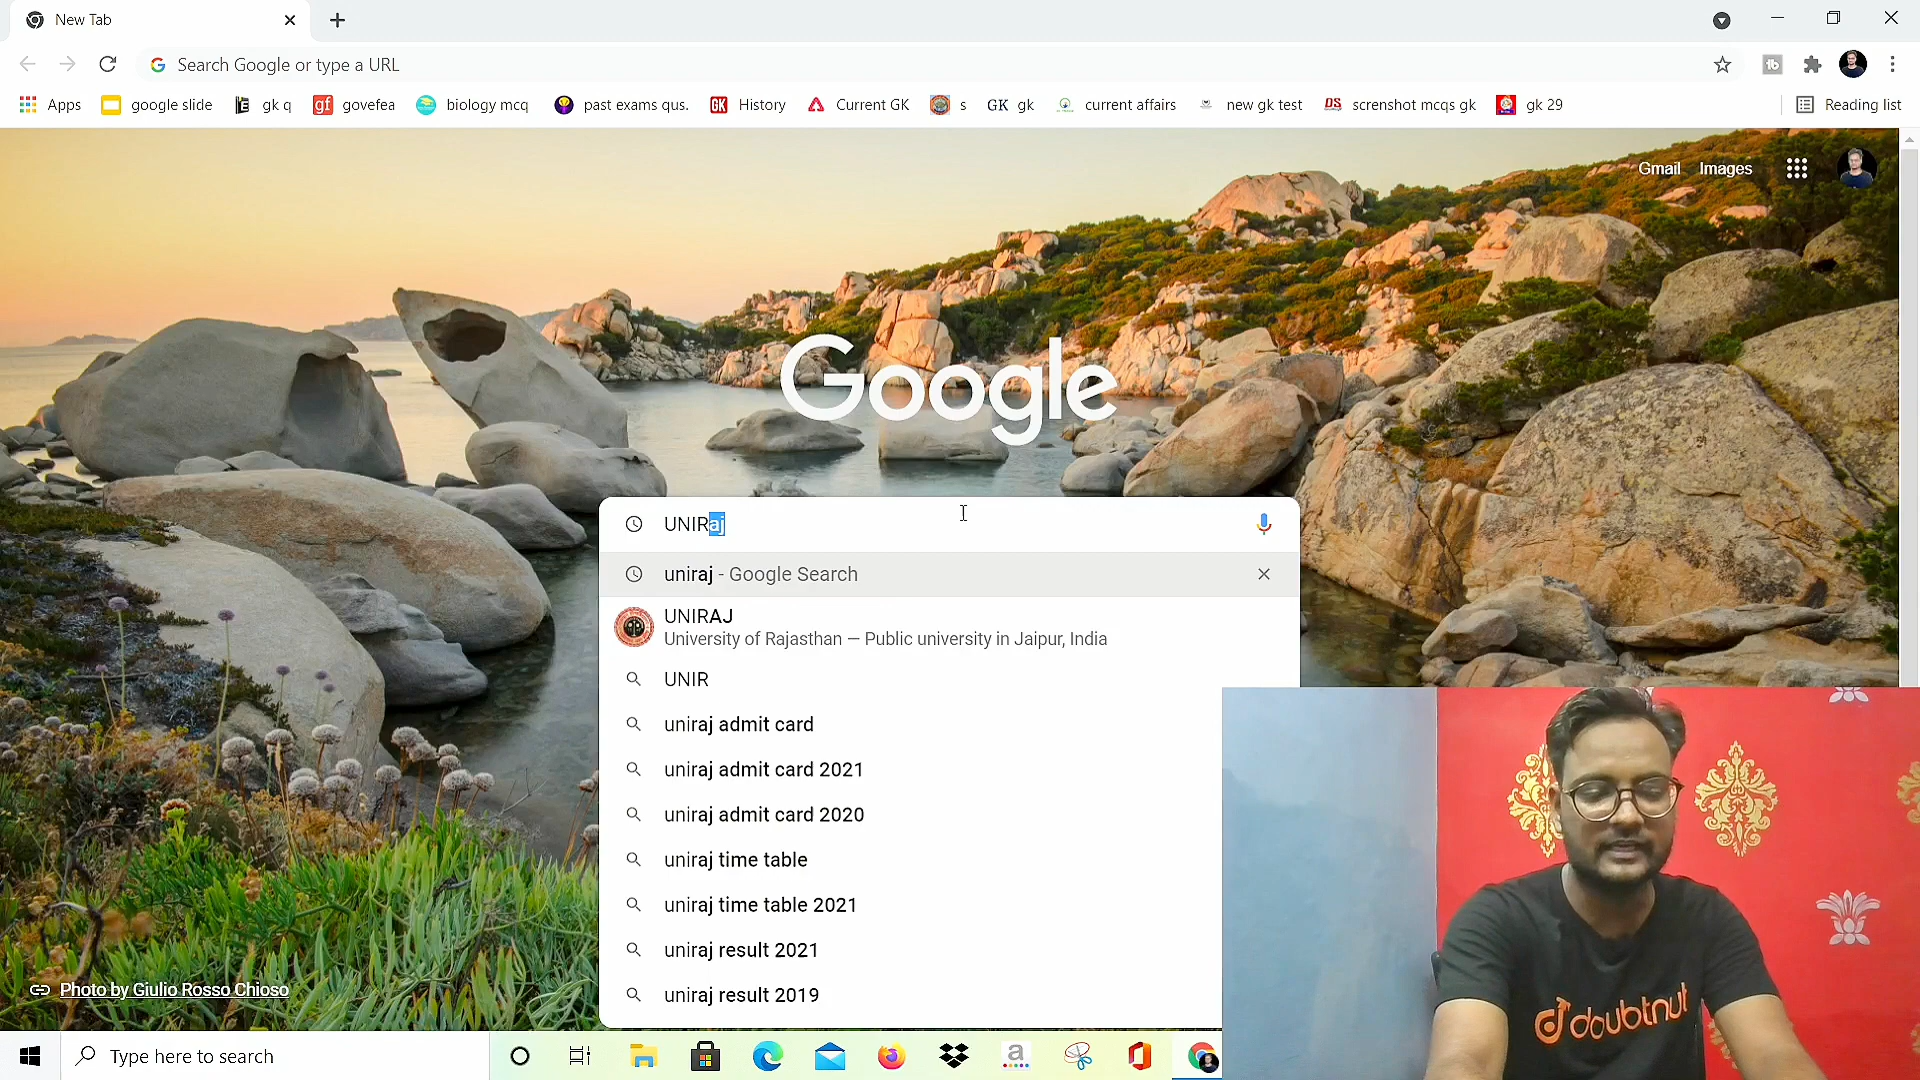 New Tab
Search Google or type a URL
Apps google slide gk q govefea biology mcq past exams qus. History Current GK s gk current affairs new gk test screnshot mcqs gk gk 29 Reading list
Gmail Images
Google
UNIRaj
uniraj - Google Search
UNIRAJ
University of Rajasthan — Public university in Jaipur, India
UNIR
uniraj admit card
uniraj admit card 2021
uniraj admit card 2020
uniraj time table
uniraj time table 2021
uniraj result 2021
uniraj result 2019
Photo by Giulio Rosso Chioso
doubtnut
Type here to search